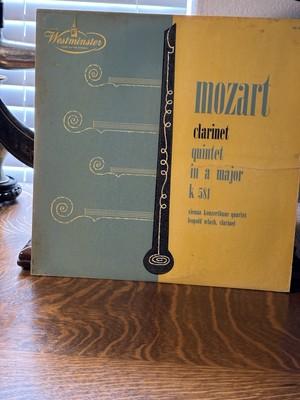 Westminster
mozart
clarinet
quintet
in a major
k 581
vienna konzerthaus quartet
leopold wlach, clarinet